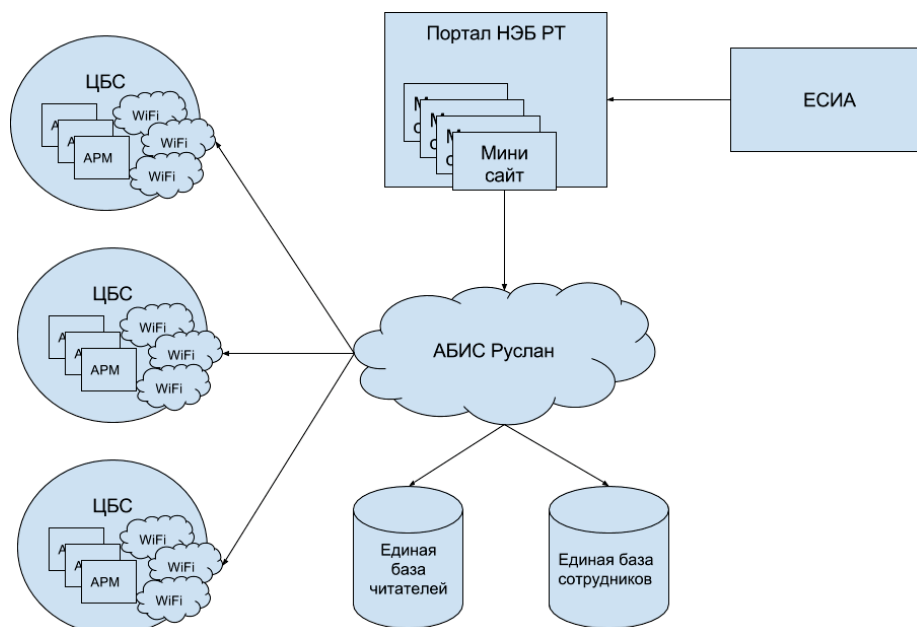 Портал НЭБ РТ
М
с
М
с
М
с
Мини
сайт
ЕСИА
ЦБС
А
А
АРМ
WiFi
WiFi
WiFi
ЦБС
А
А
АРМ
WiFi
WiFi
WiFi
АБИС Руслан
ЦБС
А
А
АРМ
WiFi
WiFi
WiFi
Единая
база
читателей
Единая база
сотрудников